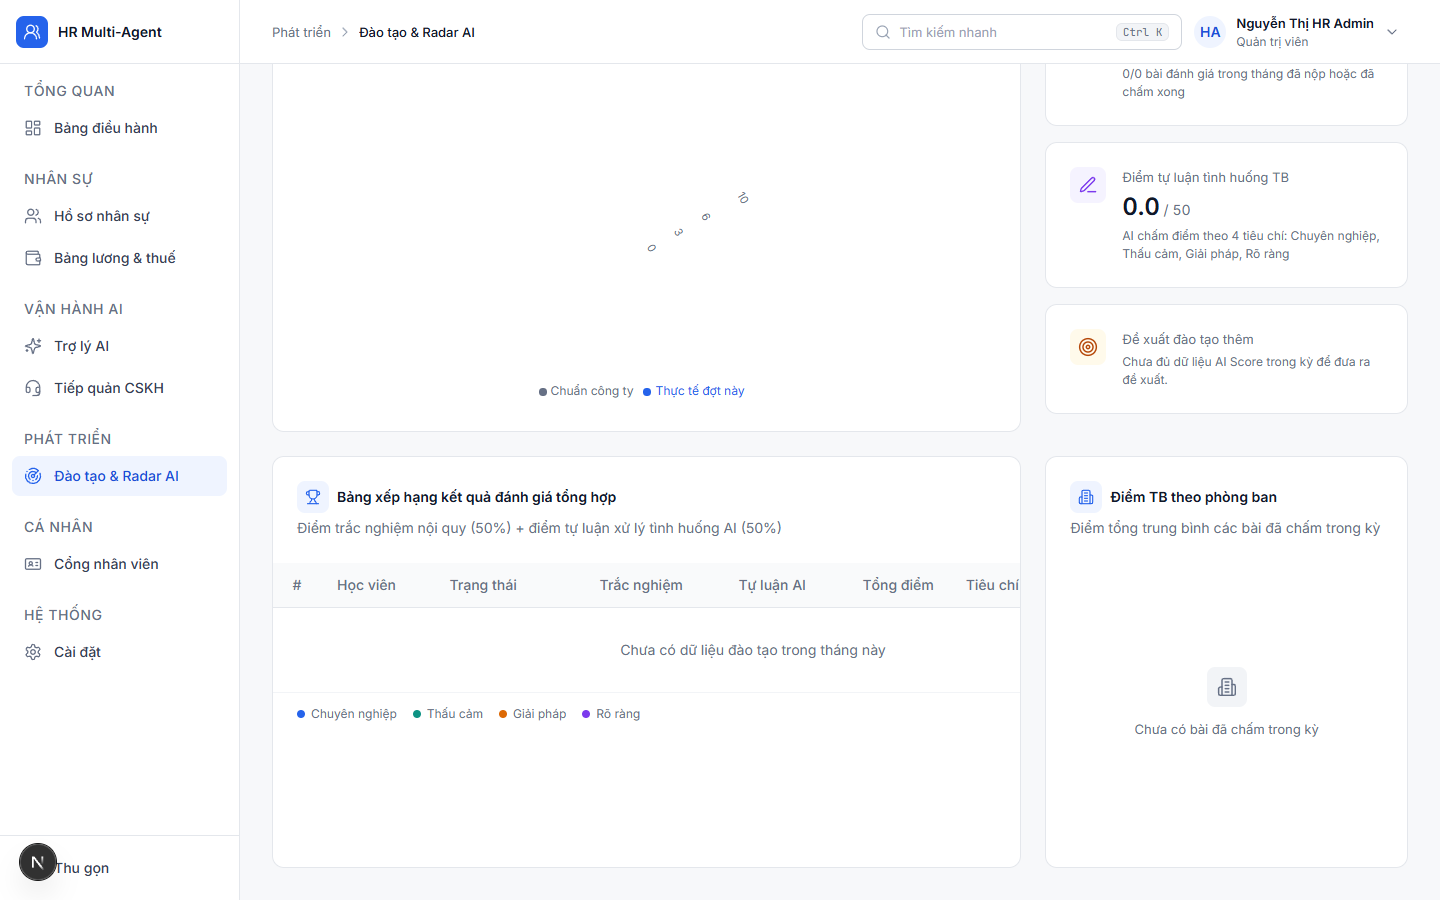 HR Multi-Agent
TỔNG QUAN
Bảng điều hành
NHÂN SỰ
Hồ sơ nhân sự
Bảng lương & thuế
VẬN HÀNH AI
Trợ lý AI
Tiếp quản CSKH
PHÁT TRIỂN
Đào tạo & Radar AI
CÁ NHÂN
Cổng nhân viên
HỆ THỐNG
Cài đặt
N
Thu gọn
Phát triển > Đào tạo & Radar AI
Tìm kiếm nhanh
Ctrl K
HA
Nguyễn Thị HR Admin
Quản trị viên
10
6
3
0
Chuẩn công ty
Thực tế đợt này
0/0 bài đánh giá trong tháng đã nộp hoặc đã
chấm xong
Điểm tự luận tình huống TB
0.0 / 50
AI chấm điểm theo 4 tiêu chí: Chuyên nghiệp,
Thấu cảm, Giải pháp, Rõ ràng
Đề xuất đào tạo thêm
Chưa đủ dữ liệu AI Score trong kỳ để đưa ra
đề xuất.
Bảng xếp hạng kết quả đánh giá tổng hợp
Điểm trắc nghiệm nội quy (50%) + điểm tự luận xử lý tình huống AI (50%)
# Học viên Trạng thái Trắc nghiệm Tự luận AI Tổng điểm Tiêu chí
Chưa có dữ liệu đào tạo trong tháng này
Chuyên nghiệp Thấu cảm Giải pháp Rõ ràng
Điểm TB theo phòng ban
Điểm tổng trung bình các bài đã chấm trong kỳ
Chưa có bài đã chấm trong kỳ